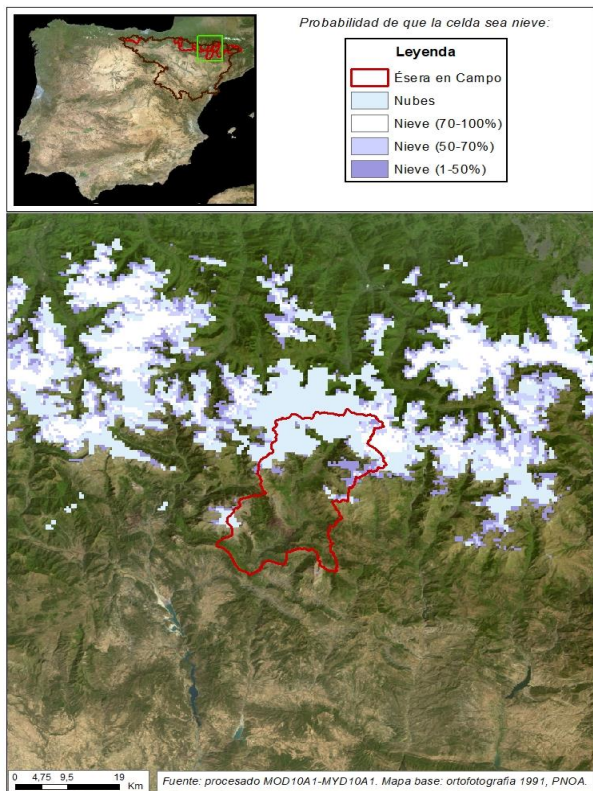 Probabilidad de que la celda sea nieve:
Leyenda
Ésera en Campo
Nubes
Nieve (70-100%)
Nieve (50-70%)
Nieve (1-50%)
0 4,75 9,5 19
Km
Fuente: procesado MOD10A1-MYD10A1. Mapa base: ortofotografia 1991, PNOA.